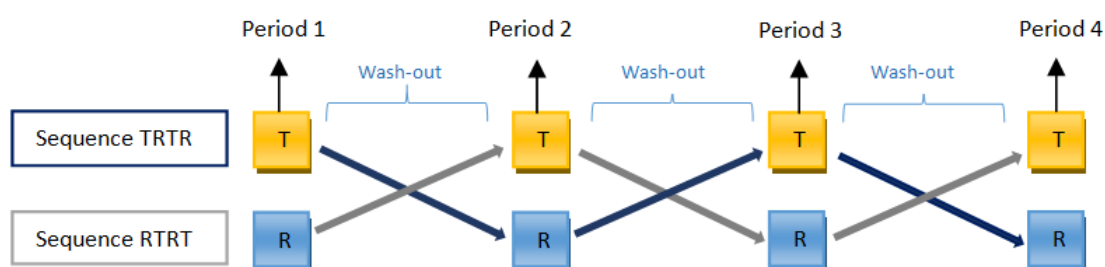 Period 1 Period 2 Period 3 Period 4
Wash-out Wash-out Wash-out
Sequence TRTR T T T T
Sequence RTRT R R R R